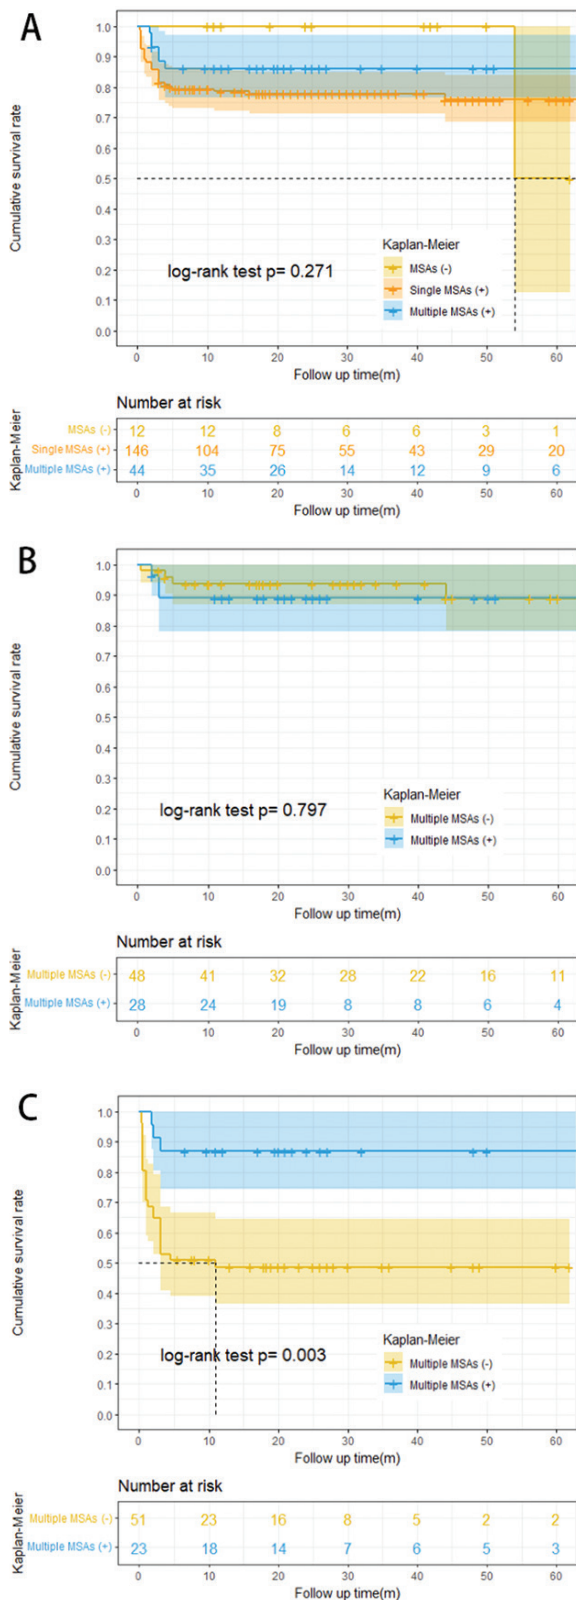 A
1.0
0.9
0.8
0.7
0.6
0.5
0.4
0.3
0.2
0.1
0.0
Cumulative survival rate
log-rank test p= 0.271
Kaplan-Meier
MSAs (-)
Single MSAs (+)
Multiple MSAs (+)
0 10 20 30 40 50 60
Follow up time(m)
Number at risk
Kaplan-Meier
MSAs (-) 12 12 8 6 6 3 1
Single MSAs (+) 146 104 75 55 43 29 20
Multiple MSAs (+) 44 35 26 14 12 9 6
0 10 20 30 40 50 60
Follow up time(m)
B
1.0
0.9
0.8
0.7
0.6
0.5
0.4
0.3
0.2
0.1
0.0
Cumulative survival rate
log-rank test p= 0.797
Kaplan-Meier
Multiple MSAs (-)
Multiple MSAs (+)
0 10 20 30 40 50 60
Follow up time(m)
Number at risk
Kaplan-Meier
Multiple MSAs (-) 48 41 32 28 22 16 11
Multiple MSAs (+) 28 24 19 8 8 6 4
0 10 20 30 40 50 60
Follow up time(m)
C
1.0
0.9
0.8
0.7
0.6
0.5
0.4
0.3
0.2
0.1
0.0
Cumulative survival rate
log-rank test p= 0.003
Kaplan-Meier
Multiple MSAs (-)
Multiple MSAs (+)
0 10 20 30 40 50 60
Follow up time(m)
Number at risk
Kaplan-Meier
Multiple MSAs (-) 51 23 16 8 5 2 2
Multiple MSAs (+) 23 18 14 7 6 5 3
0 10 20 30 40 50 60
Follow up time(m)